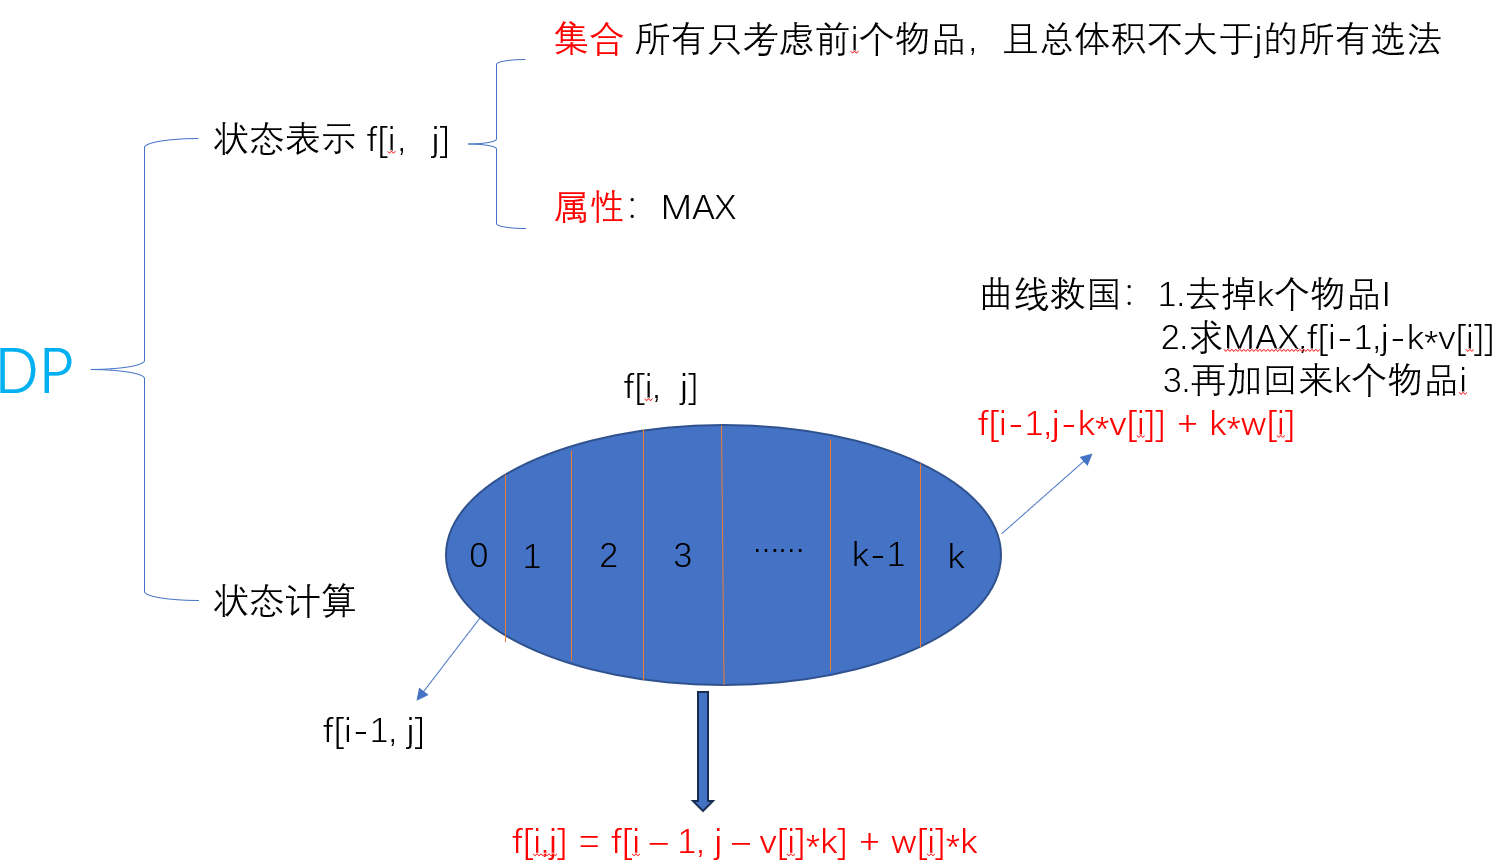 集合 所有只考虑前i个物品，且总体积不大于j的所有选法
状态表示 f[i, j]
属性：MAX
曲线救国：1.去掉k个物品I
2.求MAX,f[i-1,j-k*v[i]]
3.再加回来k个物品i
f[i-1,j-k*v[i]] + k*w[i]
DP
f[i, j]
0 1 2 3 …… k-1 k
状态计算
f[i-1, j]
f[i,j] = f[i – 1, j – v[i]*k] + w[i]*k